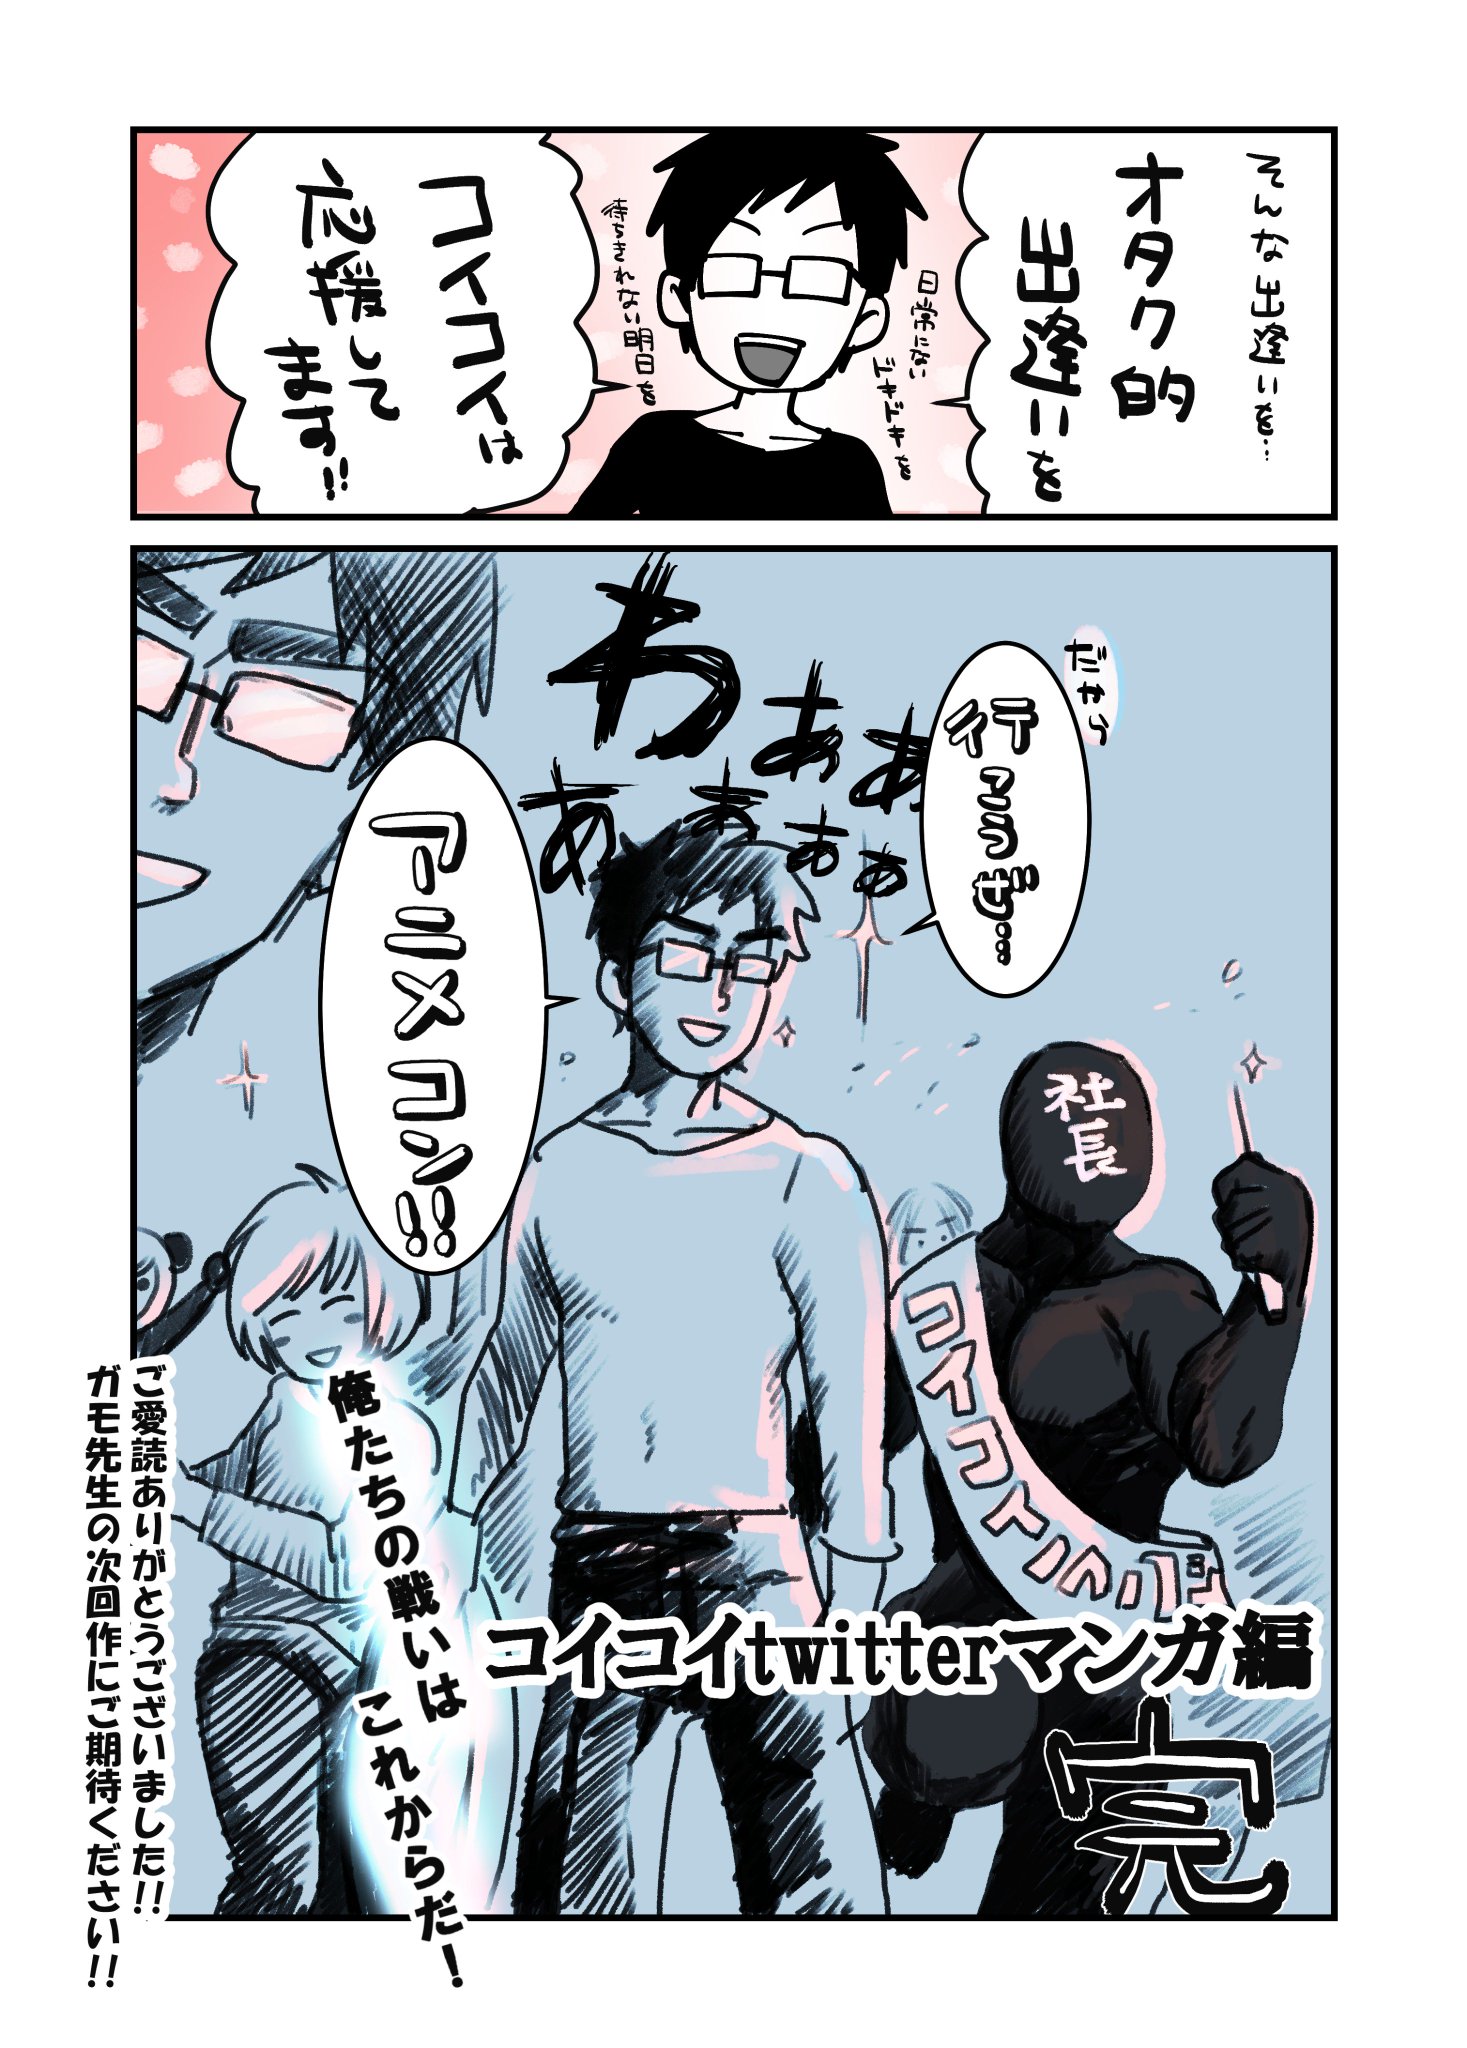 そんな出逢いを…
オタク的
出逢いを
日常にない
ドキドキを
待ちきれない明日を
コイコイは
応援して
ます!!
だから
行こうぜ…
わあああああぁ
アニメコン!!
社長
コイコイ
コイコイ
俺たちの戦いは
これからだ!
コイコイtwitterマンガ編
完
ご愛読ありがとうございました!!
ガモ先生の次回作にご期待ください!!